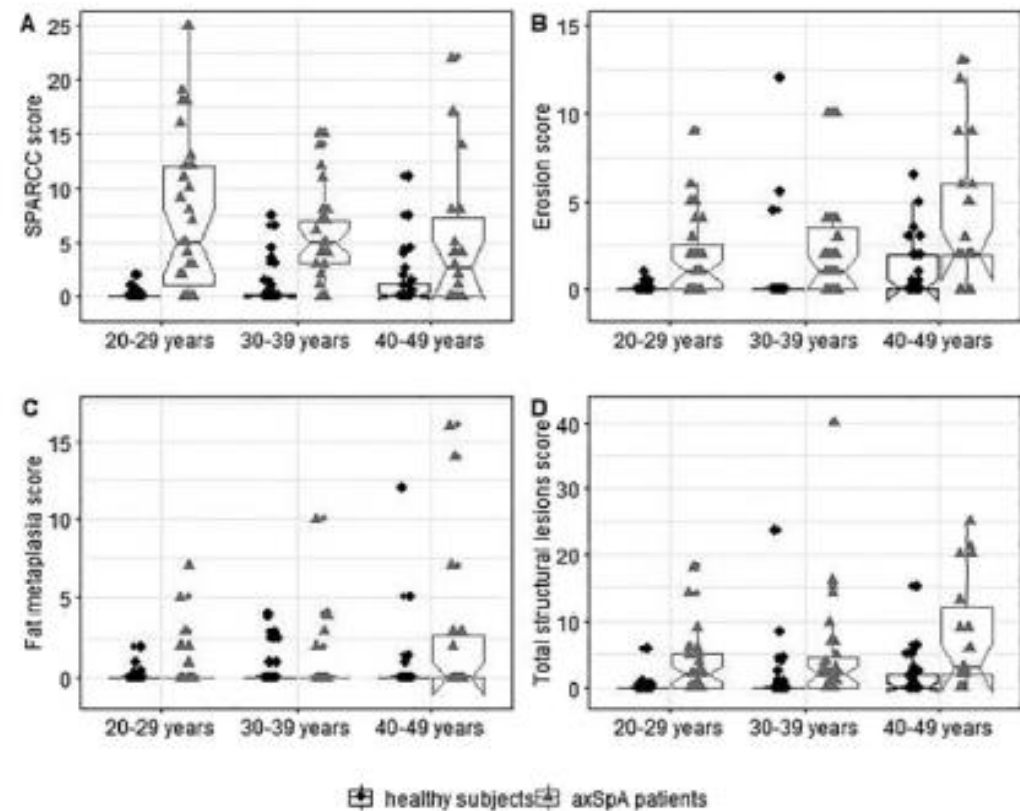 A
SPARCC score
25
20
15
10
5
0
20-29 years 30-39 years 40-49 years
B
Erosion score
15
10
5
0
20-29 years 30-39 years 40-49 years
C
Fat metaplasia score
15
10
5
0
20-29 years 30-39 years 40-49 years
D
Total structural lesions score
40
30
20
10
0
20-29 years 30-39 years 40-49 years
healthy subjects axSpA patients